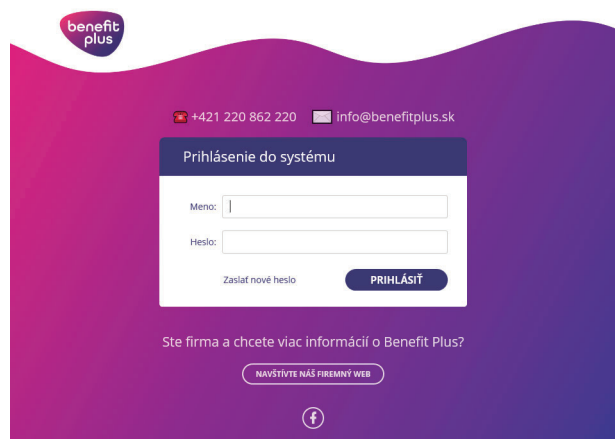 benefit
plus
+421 220 862 220 info@benefitplus.sk
Prihlásenie do systému
Meno:
Heslo:
Zaslať nové heslo PRIHLÁSIŤ
Ste firma a chcete viac informácií o Benefit Plus?
NAVŠTÍVTE NÁŠ FIREMNÝ WEB